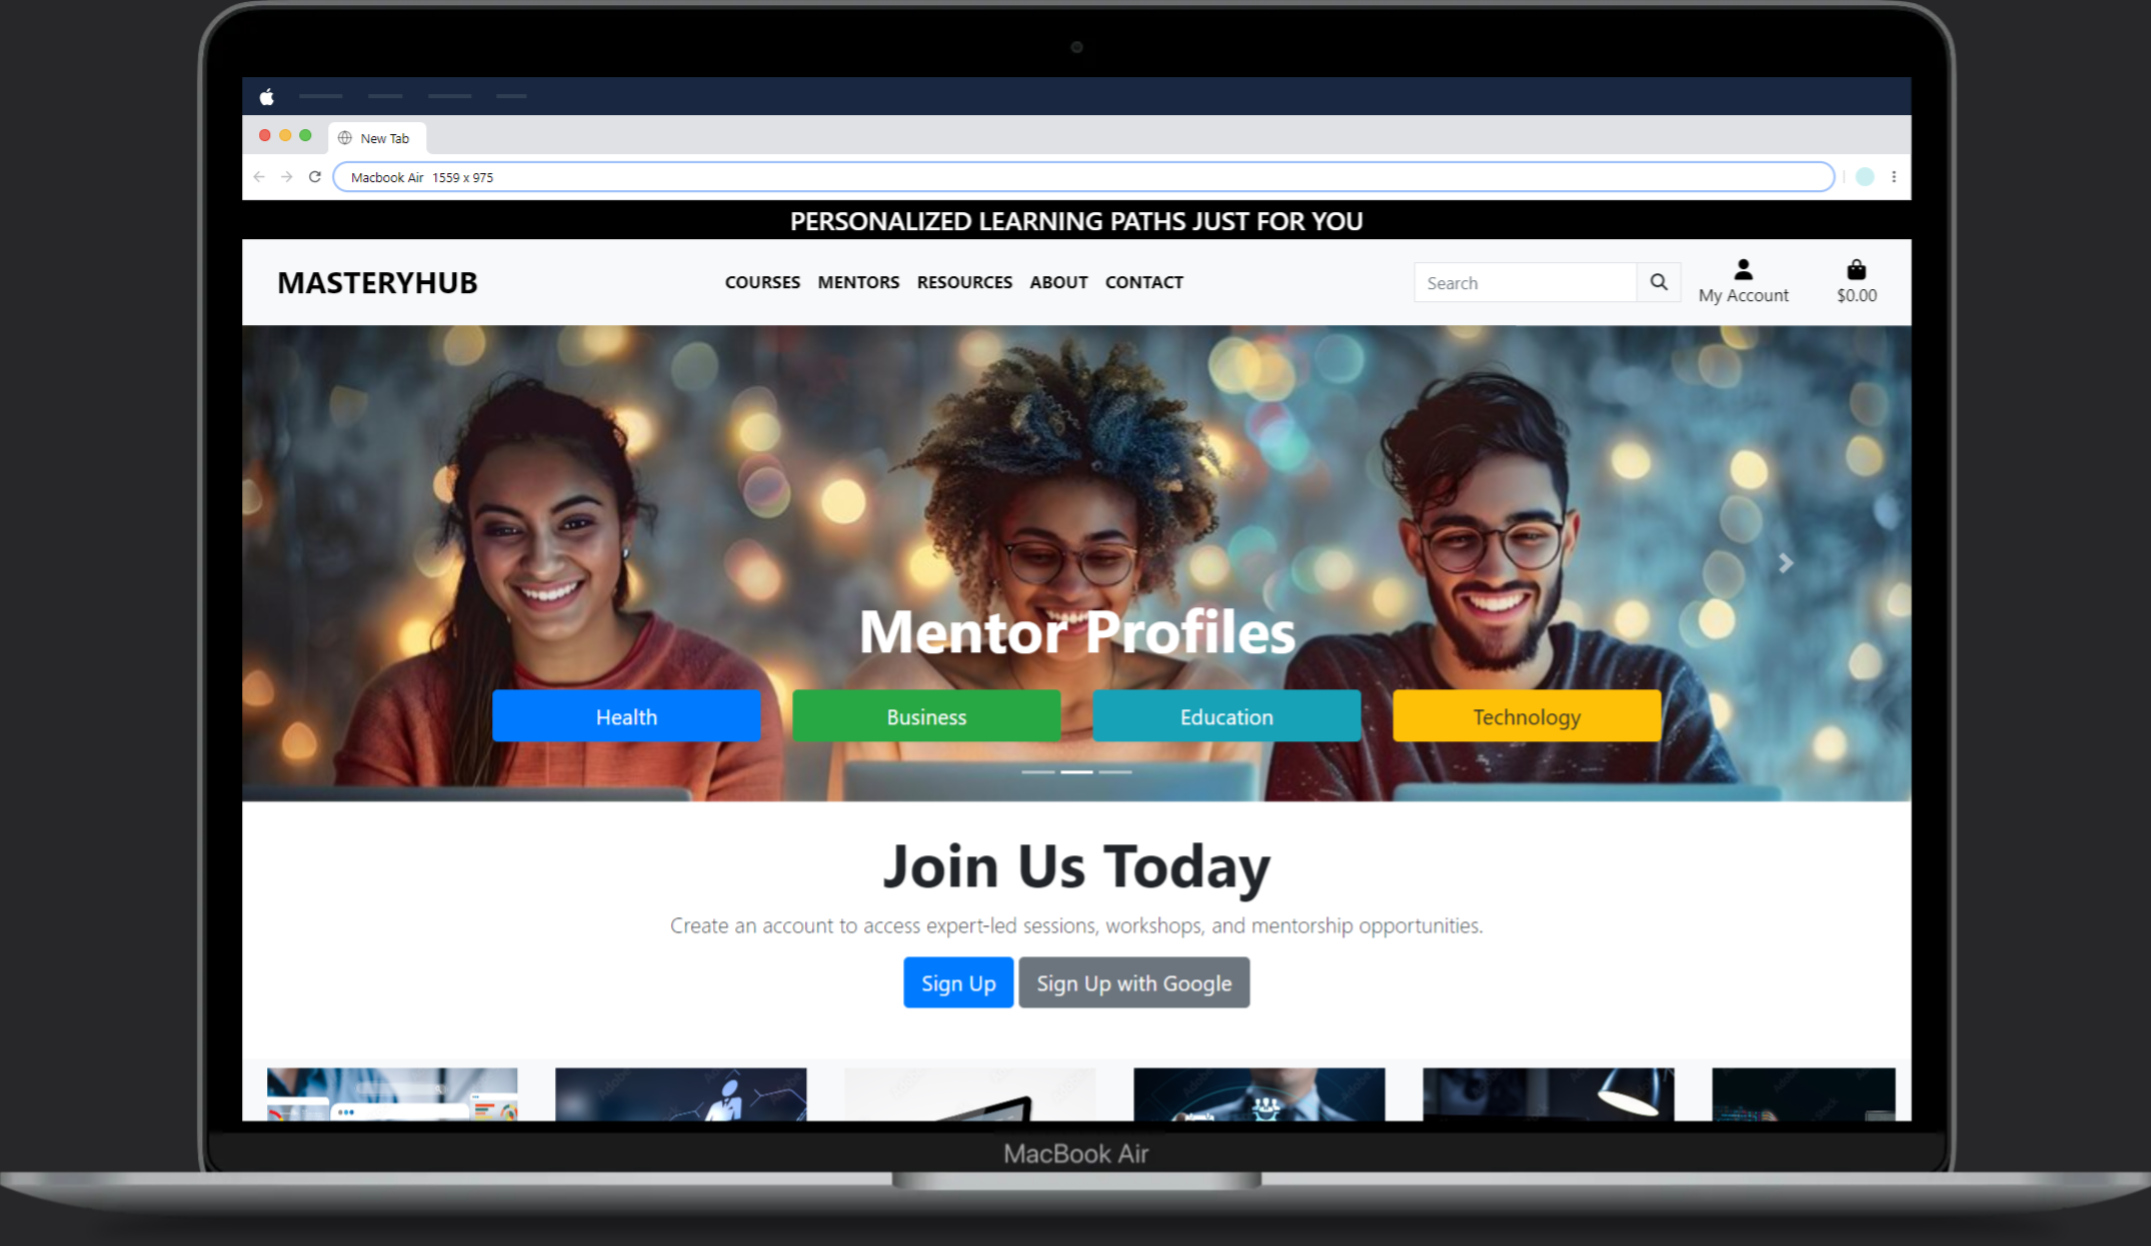 New Tab
Macbook Air 1559 x 975
PERSONALIZED LEARNING PATHS JUST FOR YOU
MASTERYHUB
COURSES MENTORS RESOURCES ABOUT CONTACT
Search
My Account
$0.00
Mentor Profiles
Health
Business
Education
Technology
Join Us Today
Create an account to access expert-led sessions, workshops, and mentorship opportunities.
Sign Up
Sign Up with Google
MacBook Air